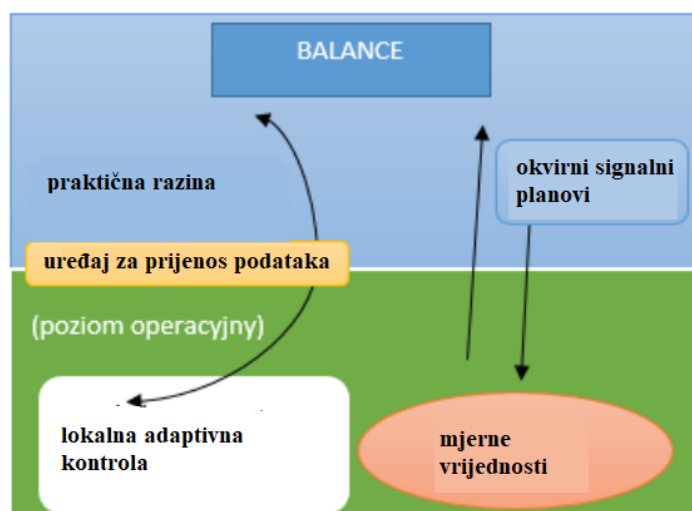 BALANCE
praktična razina
okvirni signalni
planovi
uređaj za prijenos podataka
(poziom operacyjny)
lokalna adaptivna
kontrola
mjerne
vrijednosti